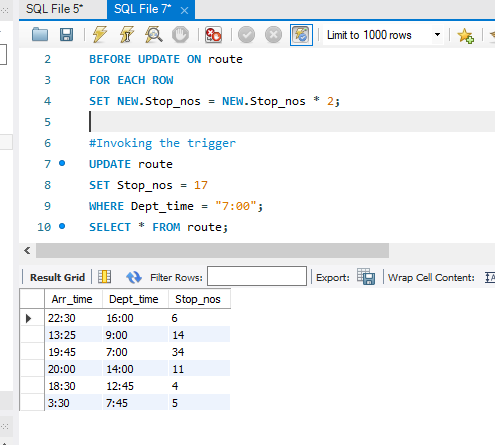 SQL File 5*
SQL File 7* ×
Limit to 1000 rows
2 BEFORE UPDATE ON route
3 FOR EACH ROW
4 SET NEW.Stop_nos = NEW.Stop_nos * 2;
5
6 #Invoking the trigger
7 UPDATE route
8 SET Stop_nos = 17
9 WHERE Dept_time = "7:00";
10 SELECT * FROM route;
Result Grid Filter Rows: Export: Wrap Cell Content:
Arr_time Dept_time Stop_nos
22:30 16:00 6
13:25 9:00 14
19:45 7:00 34
20:00 14:00 11
18:30 12:45 4
3:30 7:45 5